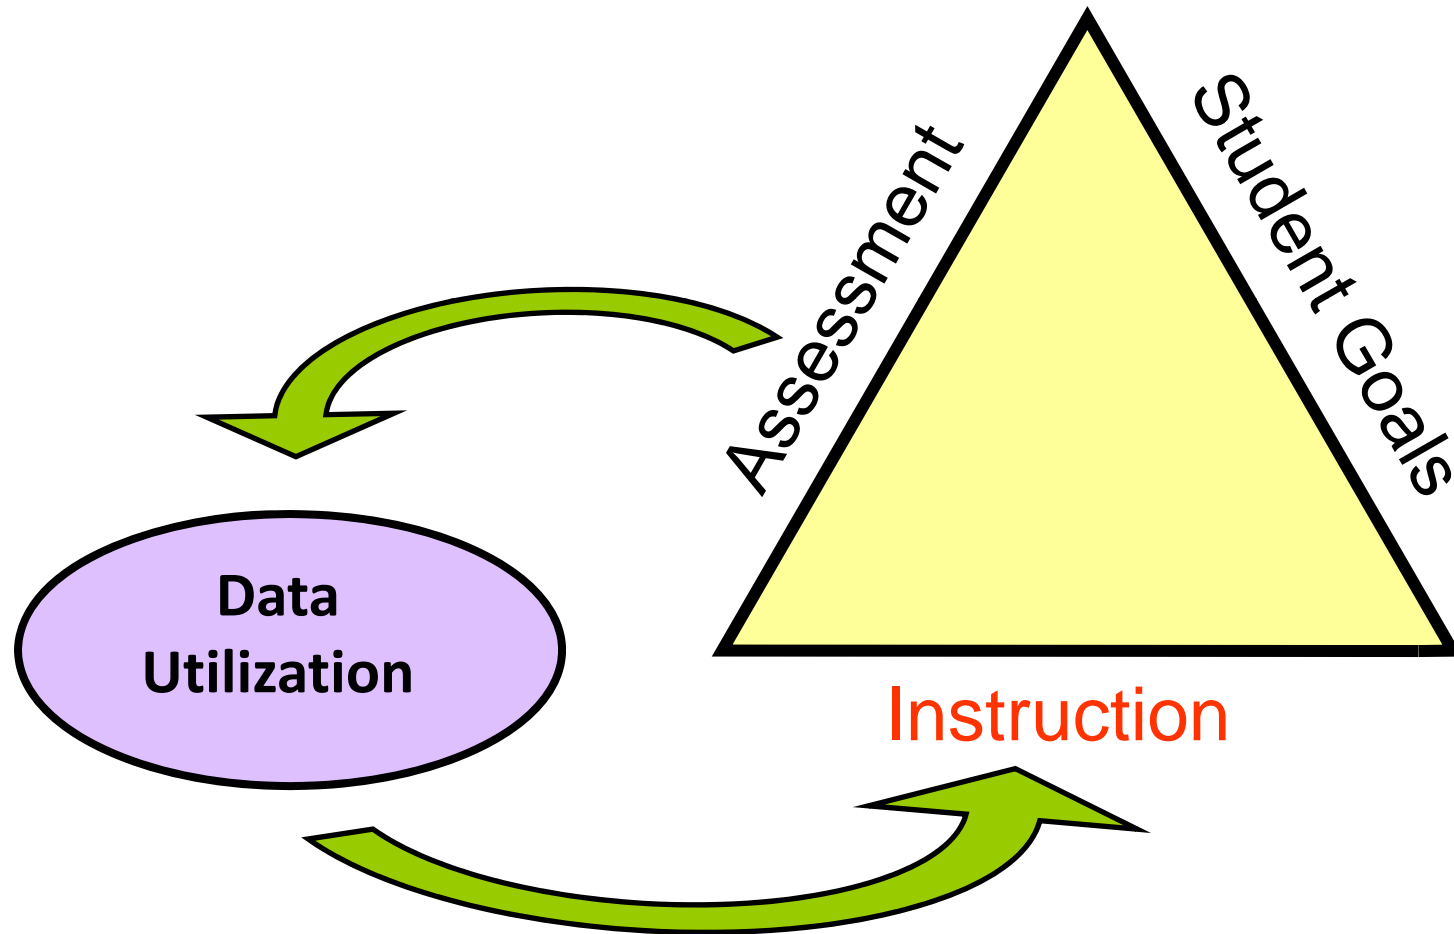 Assessment
Student Goals
Data
Utilization
Instruction